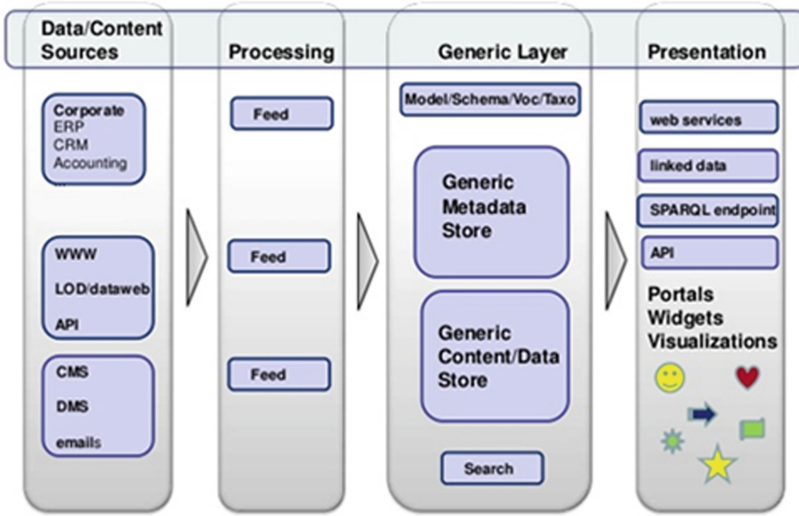 Data/Content
Sources
Processing
Generic Layer
Presentation
Corporate
ERP
CRM
Accounting
...
WWW
LOD/dataweb
API
CMS
DMS
emails
Feed
Feed
Feed
Model/Schema/Voc/Taxo
Generic
Metadata
Store
Generic
Content/Data
Store
Search
web services
linked data
SPARQL endpoint
API
Portals
Widgets
Visualizations